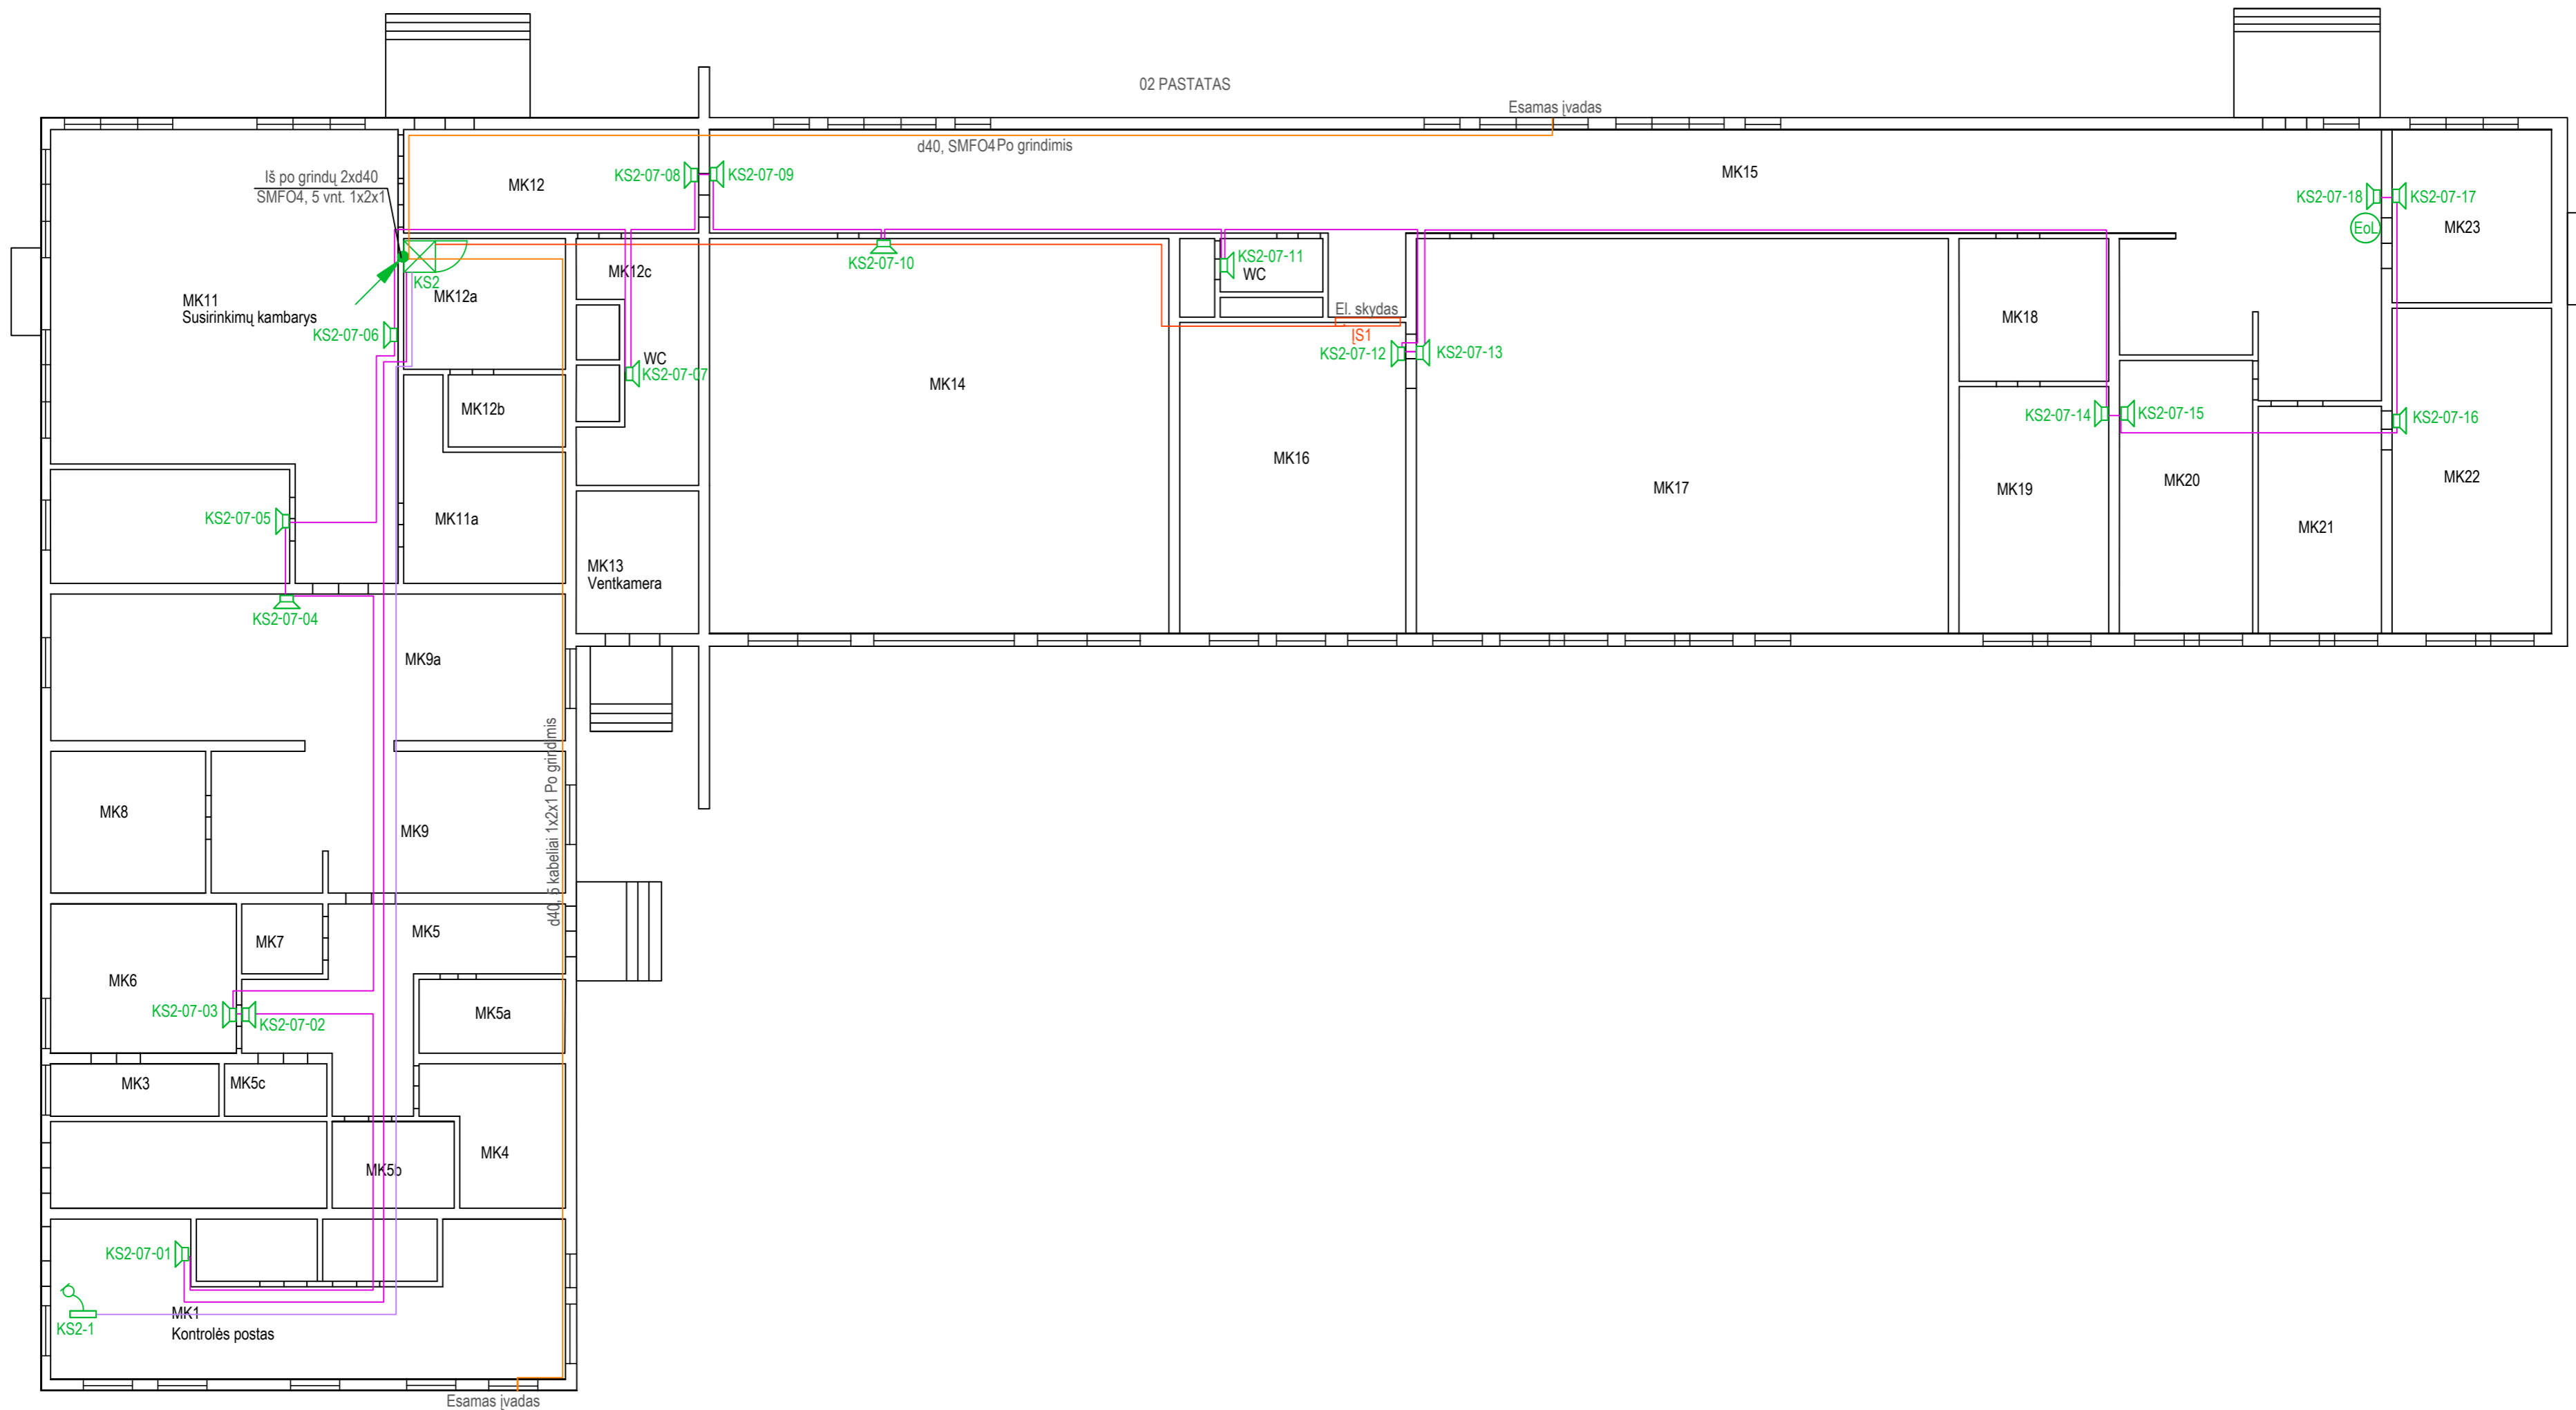 02 PASTATAS
Esamas įvadas
d40, SMFO4 Po grindimis
Iš po grindų 2xd40
SMFO4, 5 vnt. 1x2x1
MK12
KS2-07-08
KS2-07-09
MK15
KS2-07-18
KS2-07-17
EoL
MK23
KS2-07-10
KS2-07-11
WC
MK12c
KS2
MK12a
MK11
Susirinkimų kambarys
KS2-07-06
El. skydas
ĮS1
KS2-07-12
KS2-07-13
MK18
WC
KS2-07-07
MK14
MK12b
KS2-07-14
KS2-07-15
KS2-07-16
MK16
MK17
MK19
MK20
MK22
MK21
KS2-07-05
MK11a
MK13
Ventkamera
KS2-07-04
MK9a
d40, 5 kabeliai 1x2x1 Po grindimis
MK8
MK9
MK7
MK5
MK6
KS2-07-03
KS2-07-02
MK5a
MK3
MK5c
MK4
MK5b
KS2-07-01
KS2-1
MK1
Kontrolės postas
Esamas įvadas